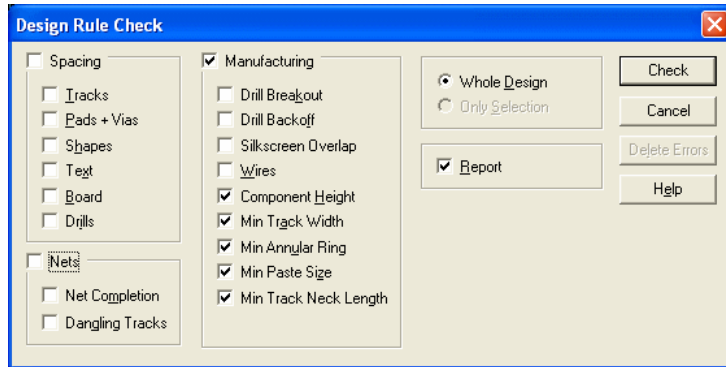 Design Rule Check
Spacing
Tracks
Pads + Vias
Shapes
Text
Board
Drills
Nets
Net Completion
Dangling Tracks
Manufacturing
Drill Breakout
Drill Backoff
Silkscreen Overlap
Wires
Component Height
Min Track Width
Min Annular Ring
Min Paste Size
Min Track Neck Length
Whole Design
Only Selection
Report
Check
Cancel
Delete Errors
Help